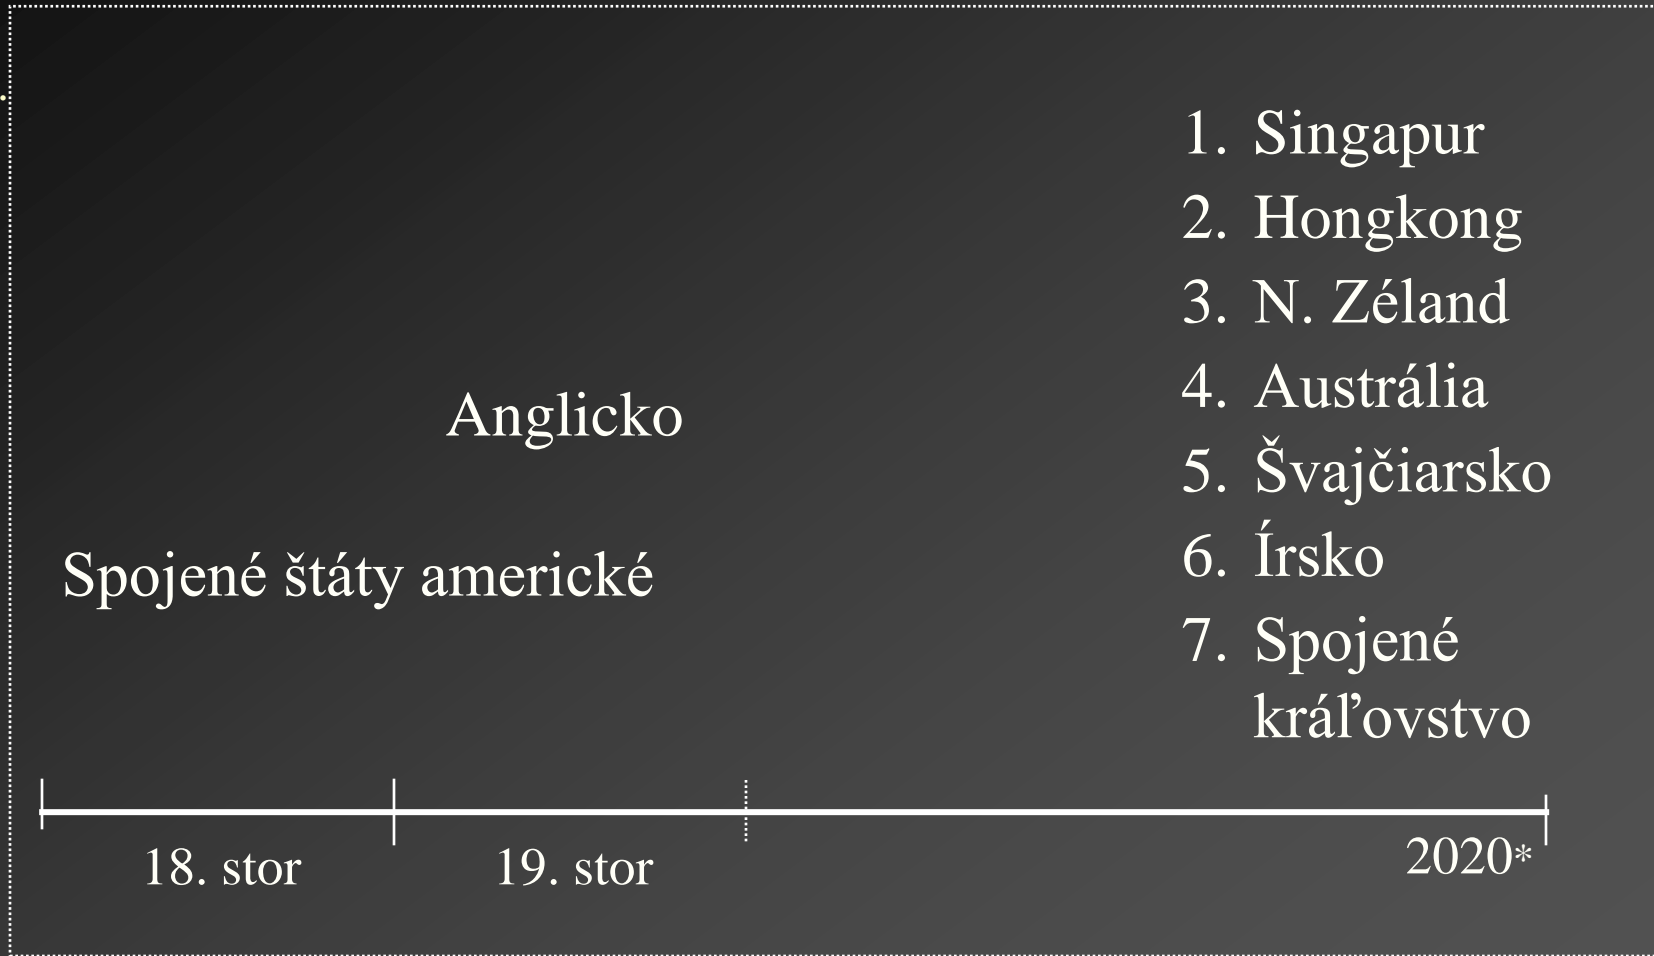 1. Singapur
2. Hongkong
3. N. Zéland
4. Austrália
5. Švajčiarsko
6. Írsko
7. Spojené
kráľovstvo
Anglicko
Spojené štáty americké
18. stor
19. stor
2020*